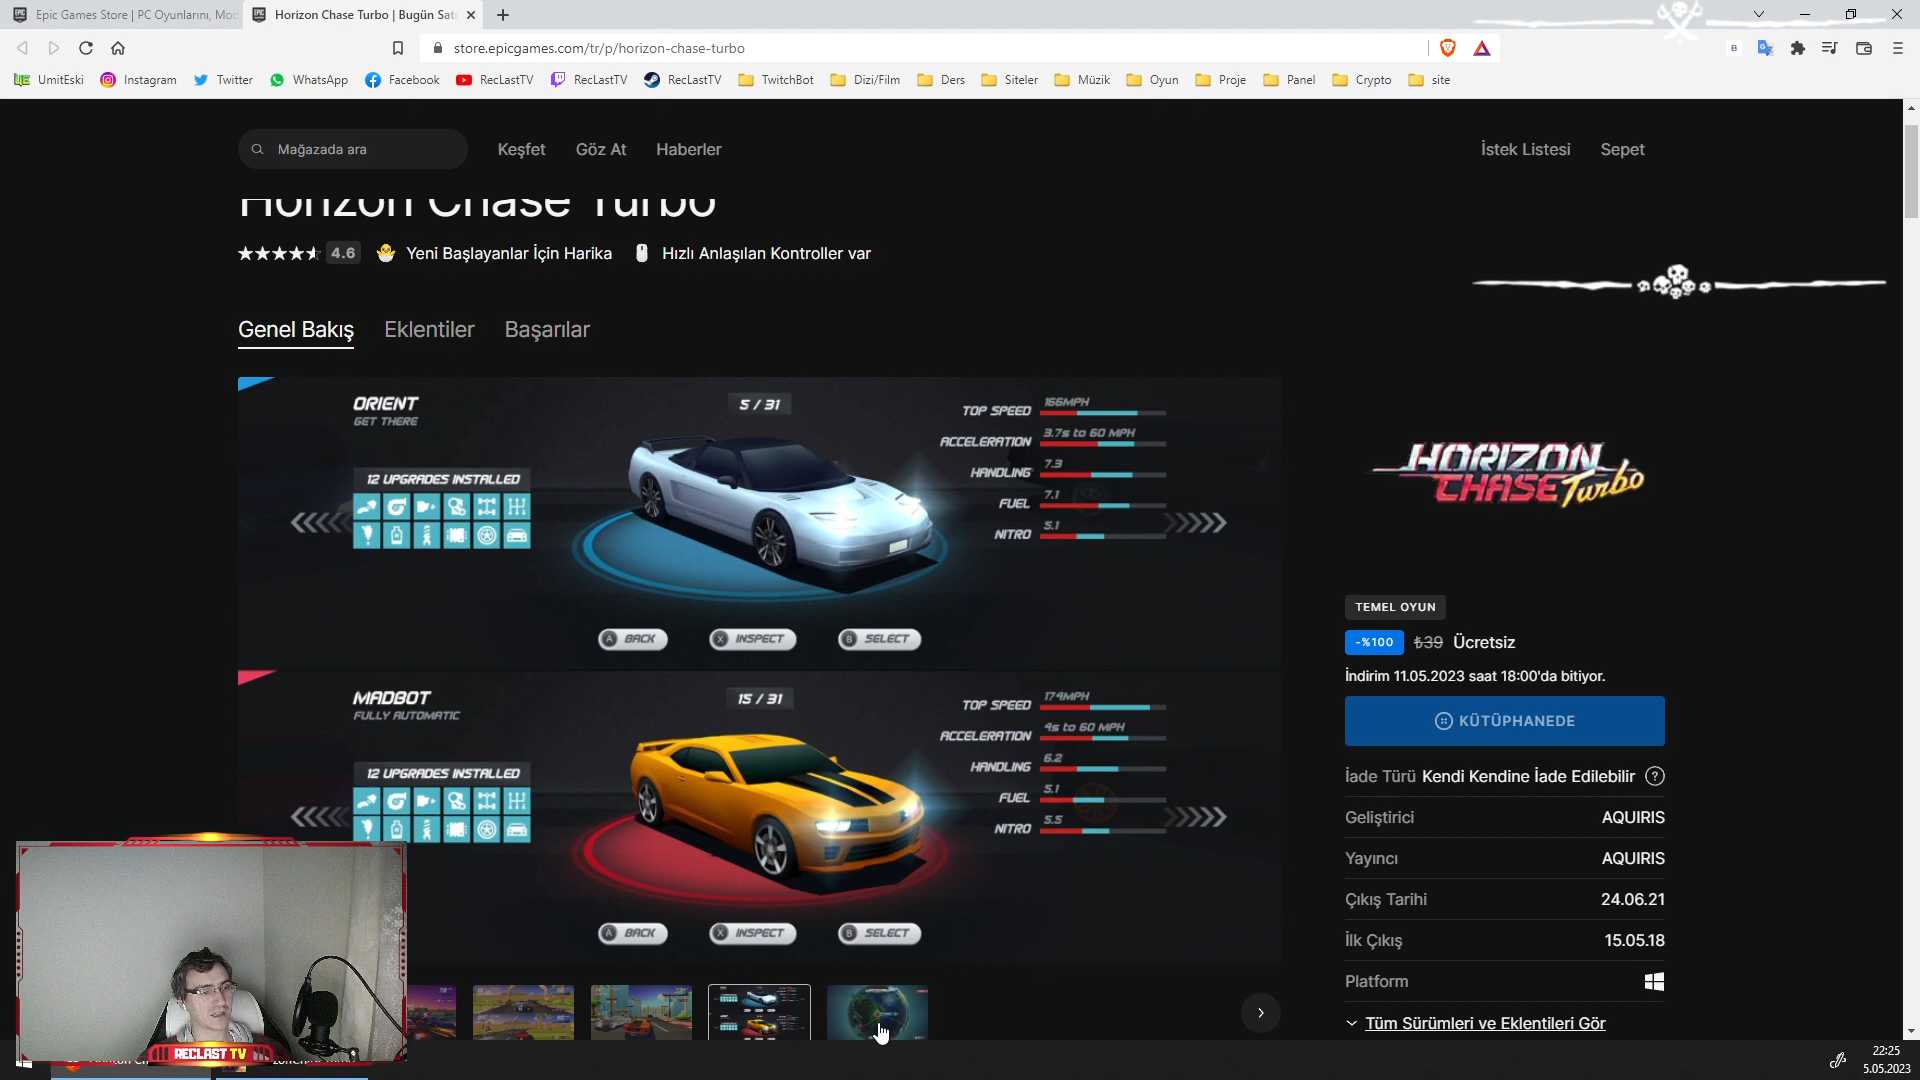 Epic Games Store | PC Oyunlarını, Moc
Horizon Chase Turbo | Bugün Satı
store.epicgames.com/tr/p/horizon-chase-turbo
UmitEski
Instagram
Twitter
WhatsApp
Facebook
RecLastTV
RecLastTV
RecLastTV
TwitchBot
Dizi/Film
Ders
Siteler
Müzik
Oyun
Proje
Panel
Crypto
site
Mağazada ara
Keşfet
Göz At
Haberler
İstek Listesi
Sepet
Horizon Chase Turbo
4.6
Yeni Başlayanlar İçin Harika
Hızlı Anlaşılan Kontroller var
Genel Bakış
Eklentiler
Başarılar
ORIENT
GET THERE
5 / 31
12 UPGRADES INSTALLED
TOP SPEED 166MPH
ACCELERATION 3.7s to 60 MPH
HANDLING 7.3
FUEL 7.1
NITRO 5.1
A BACK
X INSPECT
B SELECT
MADBOT
FULLY AUTOMATIC
15 / 31
12 UPGRADES INSTALLED
TOP SPEED 174MPH
ACCELERATION 4s to 60 MPH
HANDLING 6.2
FUEL 5.1
NITRO 5.5
A BACK
X INSPECT
B SELECT
HORIZON
CHASE Turbo
TEMEL OYUN
-%100 ₺39 Ücretsiz
İndirim 11.05.2023 saat 18:00'da bitiyor.
KÜTÜPHANEDE
İade Türü Kendi Kendine İade Edilebilir ?
Geliştirici AQUIRIS
Yayıncı AQUIRIS
Çıkış Tarihi 24.06.21
İlk Çıkış 15.05.18
Platform
Tüm Sürümleri ve Eklentileri Gör
RECLAST TV
22:25
5.05.2023